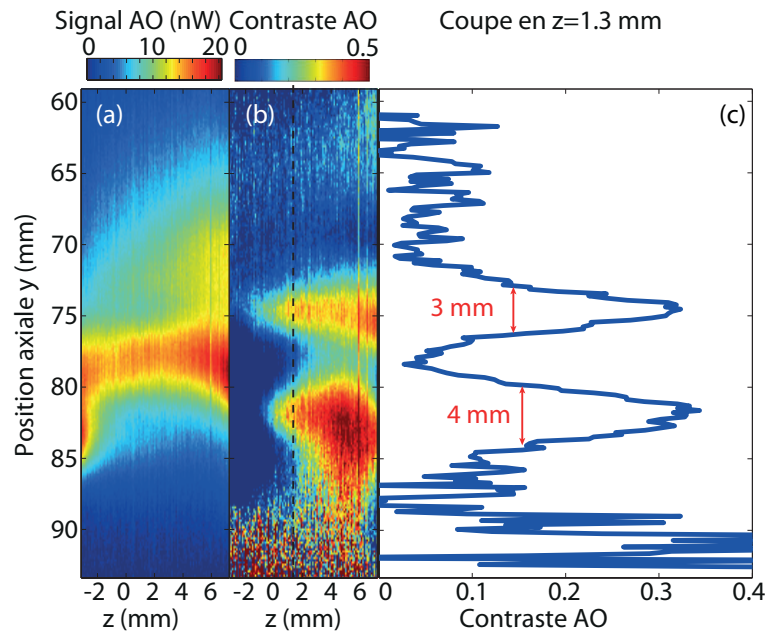 Signal AO (nW) Contraste AO Coupe en z=1.3 mm
0 10 20 0 0.5
(a) (b) (c)
60
65
70
75
80
85
90
Position axiale y (mm)
3 mm
4 mm
-2 0 2 4 6 -2 0 2 4 6 0 0.1 0.2 0.3 0.4
z (mm) z (mm) Contraste AO